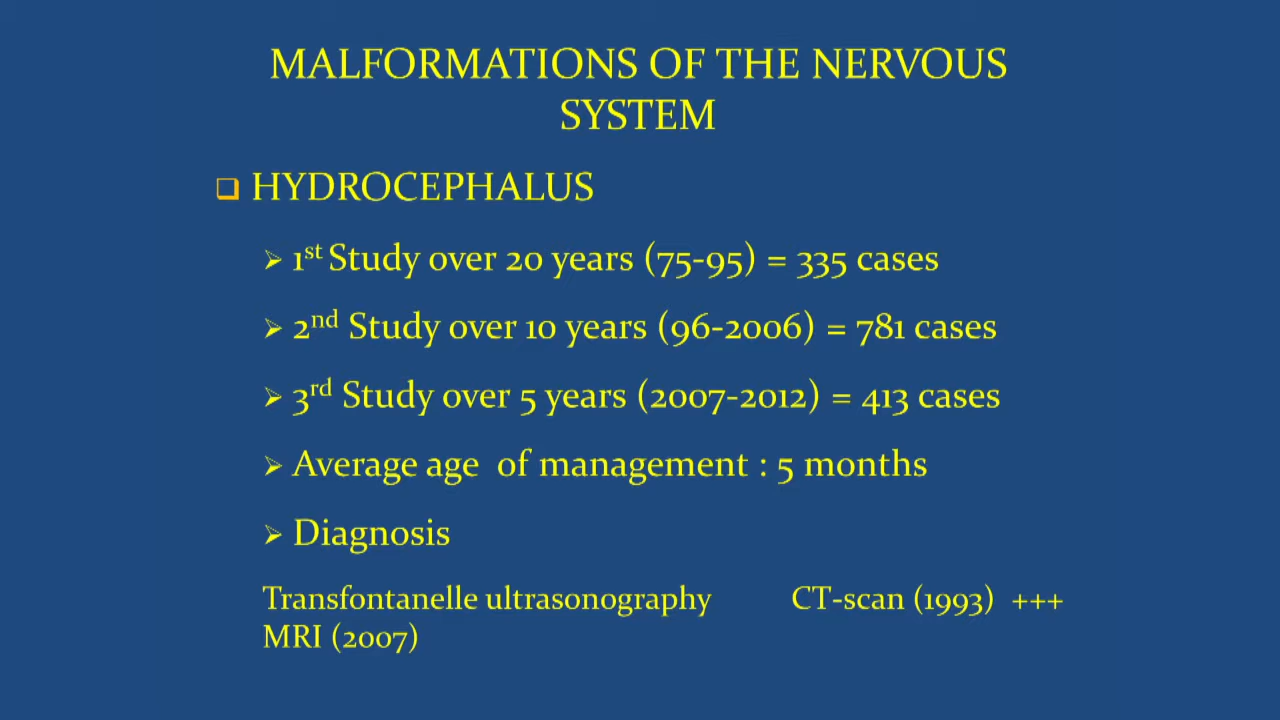 MALFORMATIONS OF THE NERVOUS
SYSTEM
HYDROCEPHALUS
1st Study over 20 years (75-95) = 335 cases
2nd Study over 10 years (96-2006) = 781 cases
3rd Study over 5 years (2007-2012) = 413 cases
Average age of management : 5 months
Diagnosis
Transfontanelle ultrasonography CT-scan (1993) +++
MRI (2007)